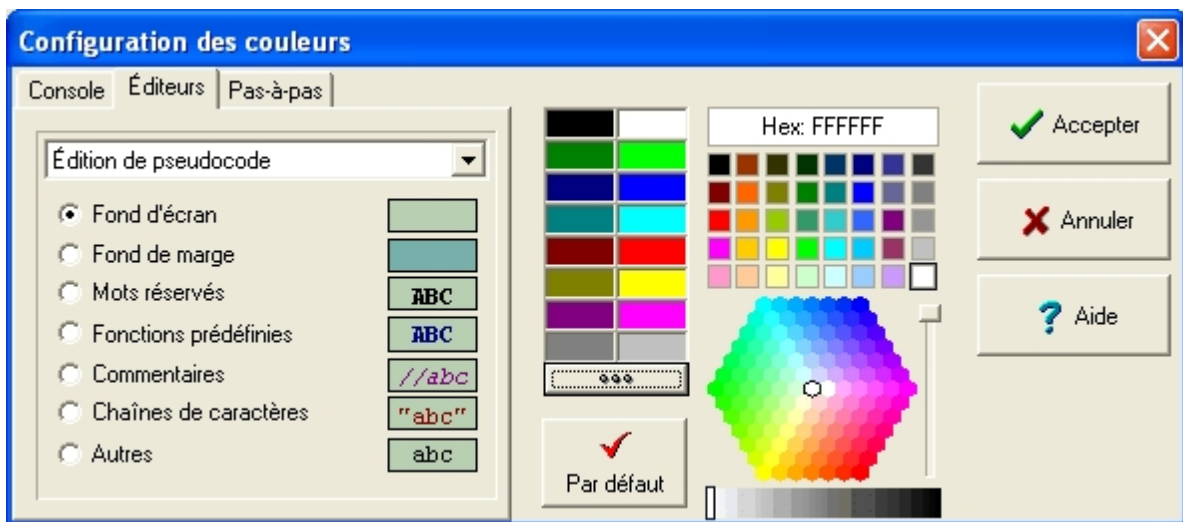 Configuration des couleurs
Console
Éditeurs
Pas-à-pas
Édition de pseudocode
Fond d'écran
Fond de marge
Mots réservés
ABC
Fonctions prédéfinies
ABC
Commentaires
//abc
Chaînes de caractères
"abc"
Autres
abc
Par défaut
Hex: FFFFFF
Accepter
Annuler
? Aide